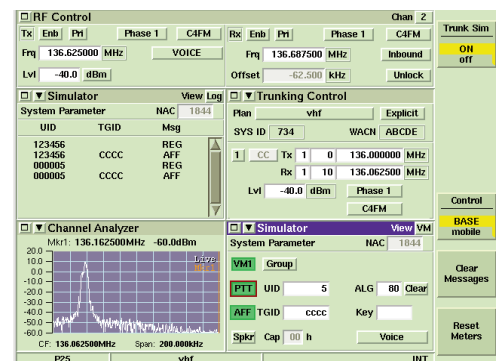 RF Control Chan 2
Tx Enb Pri Phase 1 C4FM Rx Enb Pri Phase 1 C4FM
Frq 136.625000 MHz VOICE Frq 136.687500 MHz Inbound
Lvl -40.0 dBm Offset -62.500 kHz Unlock
Trunk Sim
ON
off
Simulator View Log
System Parameter NAC 1844
UID TGID Msg
123456 REG
123456 CCCC AFF
000005 REG
000005 CCCC AFF
Trunking Control
Plan vhf Explicit
SYS ID 734 WACN ABCDE
1 CC Tx 1 0 136.000000 MHz
Rx 1 10 136.062500 MHz
Lvl -40.0 dBm Phase 1
C4FM
Control
BASE
mobile
Channel Analyzer
Mkr1: 136.162500MHz -60.0dBm
Live
20.0
10.0
0.0
-10.0
-20.0
-30.0
-40.0
-50.0
-60.0
CF: 136.062500MHz Span: 200.000kHz
Simulator View VM
System Parameter NAC 1844
VM1 Group
PTT UID 5 ALG 80 Clear
AFF TGID cccc Key
Spkr Cap 00 h Voice
Clear
Messages
Reset
Meters
P25 vhf INT